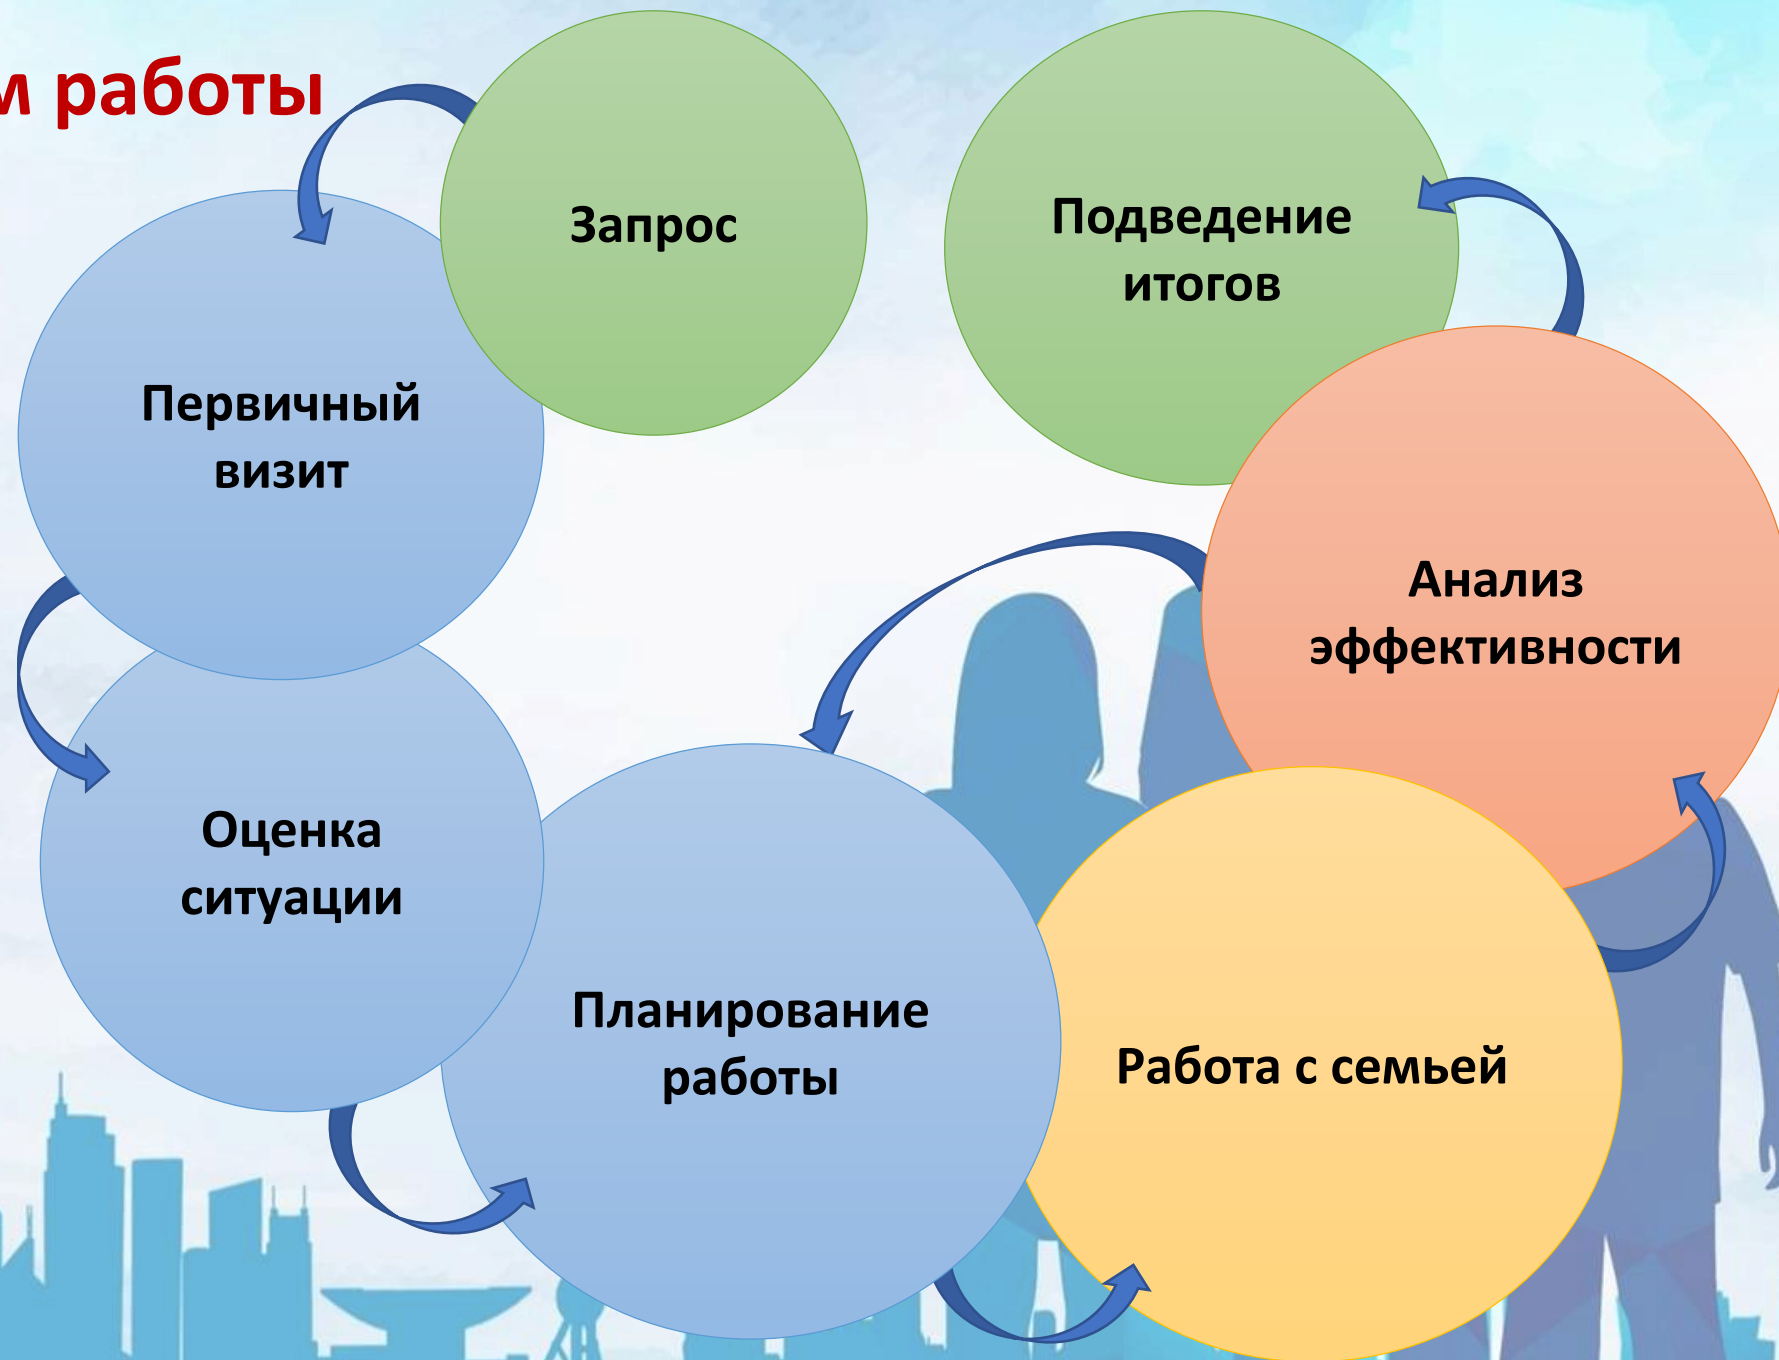 м работы
Запрос
Первичный
визит
Оценка
ситуации
Планирование
работы
Работа с семьей
Анализ
эффективности
Подведение
итогов